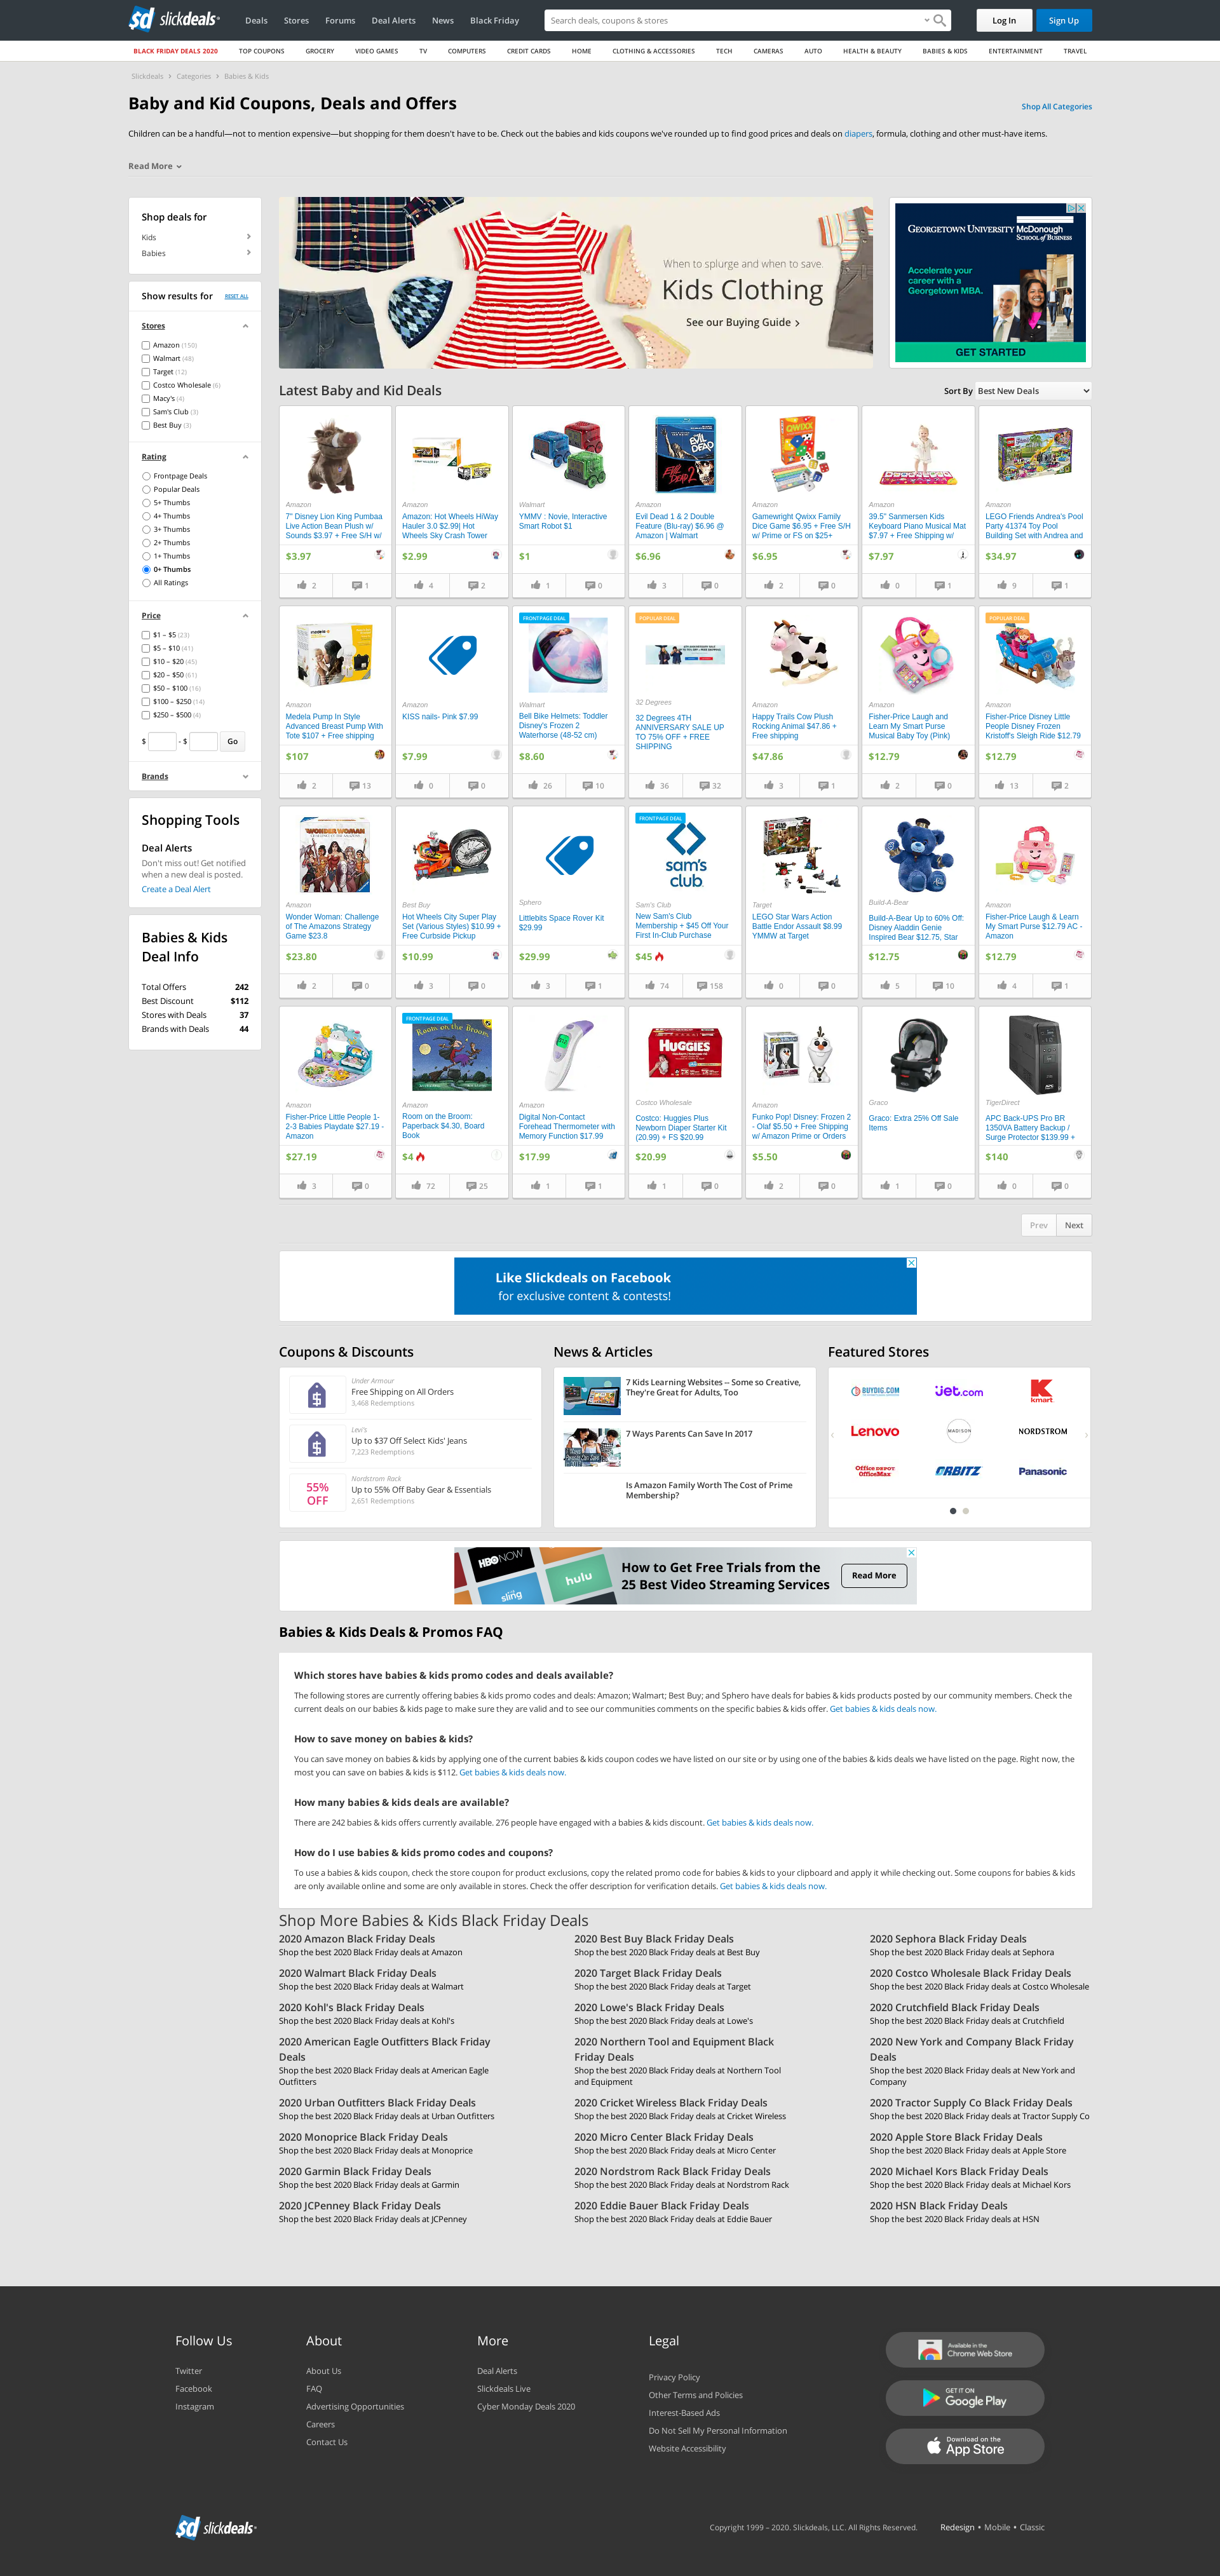 slickdeals
Deals Stores Forums Deal Alerts News Black Friday
Search deals, coupons & stores
Log In Sign Up
BLACK FRIDAY DEALS 2020 TOP COUPONS GROCERY VIDEO GAMES TV COMPUTERS CREDIT CARDS HOME CLOTHING & ACCESSORIES TECH CAMERAS AUTO HEALTH & BEAUTY BABIES & KIDS ENTERTAINMENT TRAVEL
Slickdeals > Categories > Babies & Kids
Baby and Kid Coupons, Deals and Offers
Shop All Categories
Children can be a handful—not to mention expensive—but shopping for them doesn't have to be. Check out the babies and kids coupons we've rounded up to find good prices and deals on diapers, formula, clothing and other must-have items.
Read More
Shop deals for
Kids
Babies
Show results for RESET ALL
Stores
Amazon (150)
Walmart (48)
Target (12)
Costco Wholesale (6)
Macy's (4)
Sam's Club (3)
Best Buy (3)
Rating
Frontpage Deals
Popular Deals
5+ Thumbs
4+ Thumbs
3+ Thumbs
2+ Thumbs
1+ Thumbs
0+ Thumbs
All Ratings
Price
$1 – $5 (23)
$5 – $10 (41)
$10 – $20 (45)
$20 – $50 (61)
$50 – $100 (16)
$100 – $250 (14)
$250 – $500 (4)
$ - $ Go
Brands
Shopping Tools
Deal Alerts
Don't miss out! Get notified
when a new deal is posted.
Create a Deal Alert
Babies & Kids
Deal Info
Total Offers 242
Best Discount $112
Stores with Deals 37
Brands with Deals 44
When to splurge and when to save.
Kids Clothing
See our Buying Guide >
GEORGETOWN UNIVERSITY McDonough
SCHOOL of BUSINESS
Accelerate
your career with a
Georgetown MBA.
GET STARTED
Latest Baby and Kid Deals
Sort By Best New Deals
Amazon
7" Disney Lion King Pumbaa
Live Action Bean Plush w/
Sounds $3.97 + Free S/H w/
$3.97
2 1
Amazon
Amazon: Hot Wheels HiWay
Hauler 3.0 $2.99| Hot
Wheels Sky Crash Tower
$2.99
4 2
Walmart
YMMV : Novie, Interactive
Smart Robot $1
$1
1 0
EVIL DEAD
EVIL DEAD 2
Amazon
Evil Dead 1 & 2 Double
Feature (Blu-ray) $6.96 @
Amazon | Walmart
$6.96
3 0
QWIXX
Amazon
Gamewright Qwixx Family
Dice Game $6.95 + Free S/H
w/ Prime or FS on $25+
$6.95
2 0
Amazon
39.5" Sanmersen Kids
Keyboard Piano Musical Mat
$7.97 + Free Shipping w/
$7.97
0 1
Amazon
LEGO Friends Andrea's Pool
Party 41374 Toy Pool
Building Set with Andrea and
$34.97
9 1
Amazon
Medela Pump In Style
Advanced Breast Pump With
Tote $107 + Free shipping
$107
2 13
Amazon
KISS nails- Pink $7.99
$7.99
0 0
FRONTPAGE DEAL
Walmart
Bell Bike Helmets: Toddler
Disney's Frozen 2
Waterhorse (48-52 cm)
$8.60
26 10
POPULAR DEAL
32 Degrees
32 Degrees 4TH
ANNIVERSARY SALE UP
TO 75% OFF + FREE
SHIPPING
36 32
Amazon
Happy Trails Cow Plush
Rocking Animal $47.86 +
Free shipping
$47.86
3 1
Amazon
Fisher-Price Laugh and
Learn My Smart Purse
Musical Baby Toy (Pink)
$12.79
2 0
POPULAR DEAL
Amazon
Fisher-Price Disney Little
People Disney Frozen
Kristoff's Sleigh Ride $12.79
$12.79
13 2
WONDER WOMAN
Amazon
Wonder Woman: Challenge
of The Amazons Strategy
Game $23.8
$23.80
2 0
Best Buy
Hot Wheels City Super Play
Set (Various Styles) $10.99 +
Free Curbside Pickup
$10.99
3 0
Sphero
Littlebits Space Rover Kit
$29.99
$29.99
3 1
FRONTPAGE DEAL
sam's
club
Sam's Club
New Sam's Club
Membership + $45 Off Your
First In-Club Purchase
$45
74 158
Target
LEGO Star Wars Action
Battle Endor Assault $8.99
YMMW at Target
0 0
Build-A-Bear
Build-A-Bear Up to 60% Off:
Disney Aladdin Genie
Inspired Bear $12.75, Star
$12.75
5 10
Amazon
Fisher-Price Laugh & Learn
My Smart Purse $12.79 AC -
Amazon
$12.79
4 1
Amazon
Fisher-Price Little People 1-
2-3 Babies Playdate $27.19 -
Amazon
$27.19
3 0
FRONTPAGE DEAL
Room on the Broom
Amazon
Room on the Broom:
Paperback $4.30, Board
Book
$4
72 25
Amazon
Digital Non-Contact
Forehead Thermometer with
Memory Function $17.99
$17.99
1 1
HUGGIES
Costco Wholesale
Costco: Huggies Plus
Newborn Diaper Starter Kit
(20.99) + FS $20.99
$20.99
1 0
Amazon
Funko Pop! Disney: Frozen 2
- Olaf $5.50 + Free Shipping
w/ Amazon Prime or Orders
$5.50
2 0
Graco
Graco: Extra 25% Off Sale
Items
1 0
APC
TigerDirect
APC Back-UPS Pro BR
1350VA Battery Backup /
Surge Protector $139.99 +
$140
0 0
Prev Next
Like Slickdeals on Facebook
for exclusive content & contests!
Coupons & Discounts
Under Armour
Free Shipping on All Orders
3,468 Redemptions
Levi's
Up to $37 Off Select Kids' Jeans
7,223 Redemptions
55%
OFF
Nordstrom Rack
Up to 55% Off Baby Gear & Essentials
2,651 Redemptions
News & Articles
7 Kids Learning Websites -- Some so Creative,
They're Great for Adults, Too
7 Ways Parents Can Save In 2017
Is Amazon Family Worth The Cost of Prime
Membership?
Featured Stores
BUYDIG.COM jet.com K kmart
Lenovo MADISON NORDSTROM
Office DEPOT OfficeMax ORBITZ Panasonic
HBO NOW
sling
hulu
How to Get Free Trials from the
25 Best Video Streaming Services
Read More
Babies & Kids Deals & Promos FAQ
Which stores have babies & kids promo codes and deals available?
The following stores are currently offering babies & kids promo codes and deals: Amazon; Walmart; Best Buy; and Sphero have deals for babies & kids products posted by our community members. Check the
current deals on our babies & kids page to make sure they are valid and to see our communities comments on the specific babies & kids offer. Get babies & kids deals now.
How to save money on babies & kids?
You can save money on babies & kids by applying one of the current babies & kids coupon codes we have listed on our site or by using one of the babies & kids deals we have listed on the page. Right now, the
most you can save on babies & kids is $112. Get babies & kids deals now.
How many babies & kids deals are available?
There are 242 babies & kids offers currently available. 276 people have engaged with a babies & kids discount. Get babies & kids deals now.
How do I use babies & kids promo codes and coupons?
To use a babies & kids coupon, check the store coupon for product exclusions, copy the related promo code for babies & kids to your clipboard and apply it while checking out. Some coupons for babies & kids
are only available online and some are only available in stores. Check the offer description for verification details. Get babies & kids deals now.
Shop More Babies & Kids Black Friday Deals
2020 Amazon Black Friday Deals
Shop the best 2020 Black Friday deals at Amazon
2020 Best Buy Black Friday Deals
Shop the best 2020 Black Friday deals at Best Buy
2020 Sephora Black Friday Deals
Shop the best 2020 Black Friday deals at Sephora
2020 Walmart Black Friday Deals
Shop the best 2020 Black Friday deals at Walmart
2020 Target Black Friday Deals
Shop the best 2020 Black Friday deals at Target
2020 Costco Wholesale Black Friday Deals
Shop the best 2020 Black Friday deals at Costco Wholesale
2020 Kohl's Black Friday Deals
Shop the best 2020 Black Friday deals at Kohl's
2020 Lowe's Black Friday Deals
Shop the best 2020 Black Friday deals at Lowe's
2020 Crutchfield Black Friday Deals
Shop the best 2020 Black Friday deals at Crutchfield
2020 American Eagle Outfitters Black Friday
Deals
Shop the best 2020 Black Friday deals at American Eagle
Outfitters
2020 Northern Tool and Equipment Black
Friday Deals
Shop the best 2020 Black Friday deals at Northern Tool
and Equipment
2020 New York and Company Black Friday
Deals
Shop the best 2020 Black Friday deals at New York and
Company
2020 Urban Outfitters Black Friday Deals
Shop the best 2020 Black Friday deals at Urban Outfitters
2020 Cricket Wireless Black Friday Deals
Shop the best 2020 Black Friday deals at Cricket Wireless
2020 Tractor Supply Co Black Friday Deals
Shop the best 2020 Black Friday deals at Tractor Supply Co
2020 Monoprice Black Friday Deals
Shop the best 2020 Black Friday deals at Monoprice
2020 Micro Center Black Friday Deals
Shop the best 2020 Black Friday deals at Micro Center
2020 Apple Store Black Friday Deals
Shop the best 2020 Black Friday deals at Apple Store
2020 Garmin Black Friday Deals
Shop the best 2020 Black Friday deals at Garmin
2020 Nordstrom Rack Black Friday Deals
Shop the best 2020 Black Friday deals at Nordstrom Rack
2020 Michael Kors Black Friday Deals
Shop the best 2020 Black Friday deals at Michael Kors
2020 JCPenney Black Friday Deals
Shop the best 2020 Black Friday deals at JCPenney
2020 Eddie Bauer Black Friday Deals
Shop the best 2020 Black Friday deals at Eddie Bauer
2020 HSN Black Friday Deals
Shop the best 2020 Black Friday deals at HSN
Follow Us
Twitter
Facebook
Instagram
About
About Us
FAQ
Advertising Opportunities
Careers
Contact Us
More
Deal Alerts
Slickdeals Live
Cyber Monday Deals 2020
Legal
Privacy Policy
Other Terms and Policies
Interest-Based Ads
Do Not Sell My Personal Information
Website Accessibility
Available in the
Chrome Web Store
GET IT ON
Google Play
Download on the
App Store
slickdeals
Copyright 1999 – 2020. Slickdeals, LLC. All Rights Reserved. Redesign • Mobile • Classic